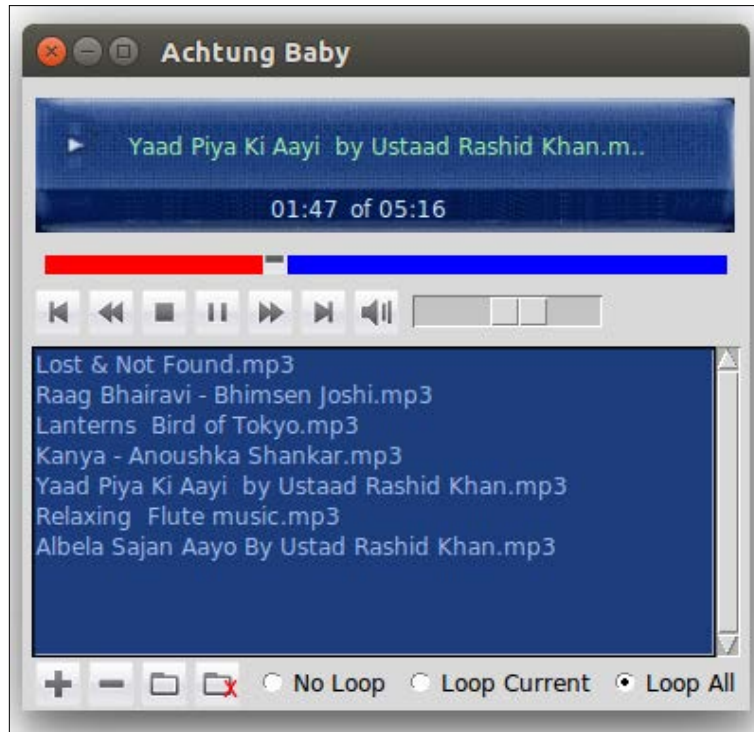 Achtung Baby
Yaad Piya Ki Aayi  by Ustaad Rashid Khan.m..
01:47 of 05:16
Lost & Not Found.mp3
Raag Bhairavi - Bhimsen Joshi.mp3
Lanterns  Bird of Tokyo.mp3
Kanya - Anoushka Shankar.mp3
Yaad Piya Ki Aayi  by Ustaad Rashid Khan.mp3
Relaxing  Flute music.mp3
Albela Sajan Aayo By Ustad Rashid Khan.mp3
No Loop Loop Current Loop All